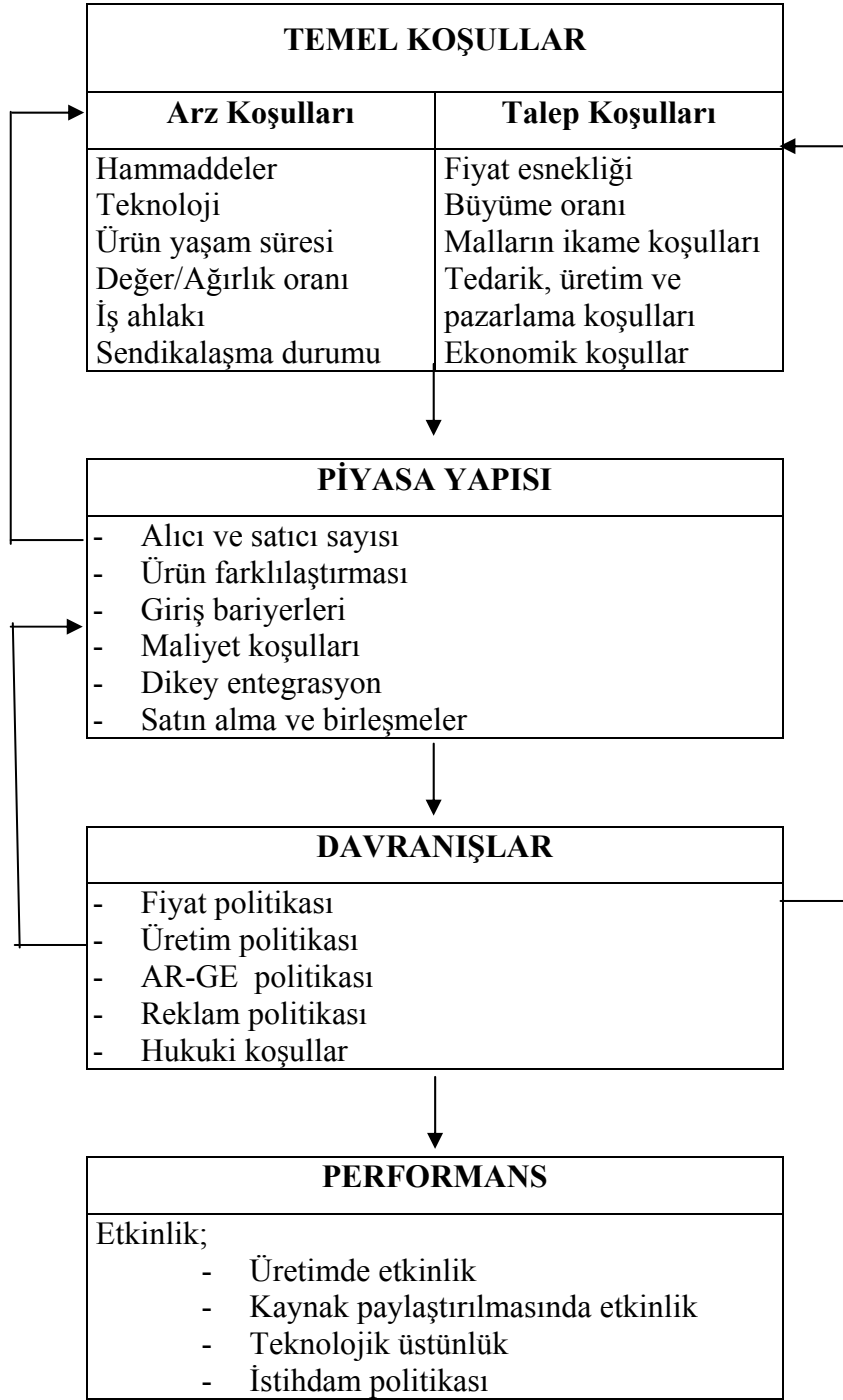 TEMEL KOŞULLAR
Arz Koşulları
Hammaddeler
Teknoloji
Ürün yaşam süresi
Değer/Ağırlık oranı
İş ahlakı
Sendikalaşma durumu
Talep Koşulları
Fiyat esnekliği
Büyüme oranı
Malların ikame koşulları
Tedarik, üretim ve
pazarlama koşulları
Ekonomik koşullar
PİYASA YAPISI
- Alıcı ve satıcı sayısı
- Ürün farklılaştırması
- Giriş bariyerleri
- Maliyet koşulları
- Dikey entegrasyon
- Satın alma ve birleşmeler
DAVRANIŞLAR
- Fiyat politikası
- Üretim politikası
- AR-GE politikası
- Reklam politikası
- Hukuki koşullar
PERFORMANS
Etkinlik;
- Üretimde etkinlik
- Kaynak paylaştırılmasında etkinlik
- Teknolojik üstünlük
- İstihdam politikası